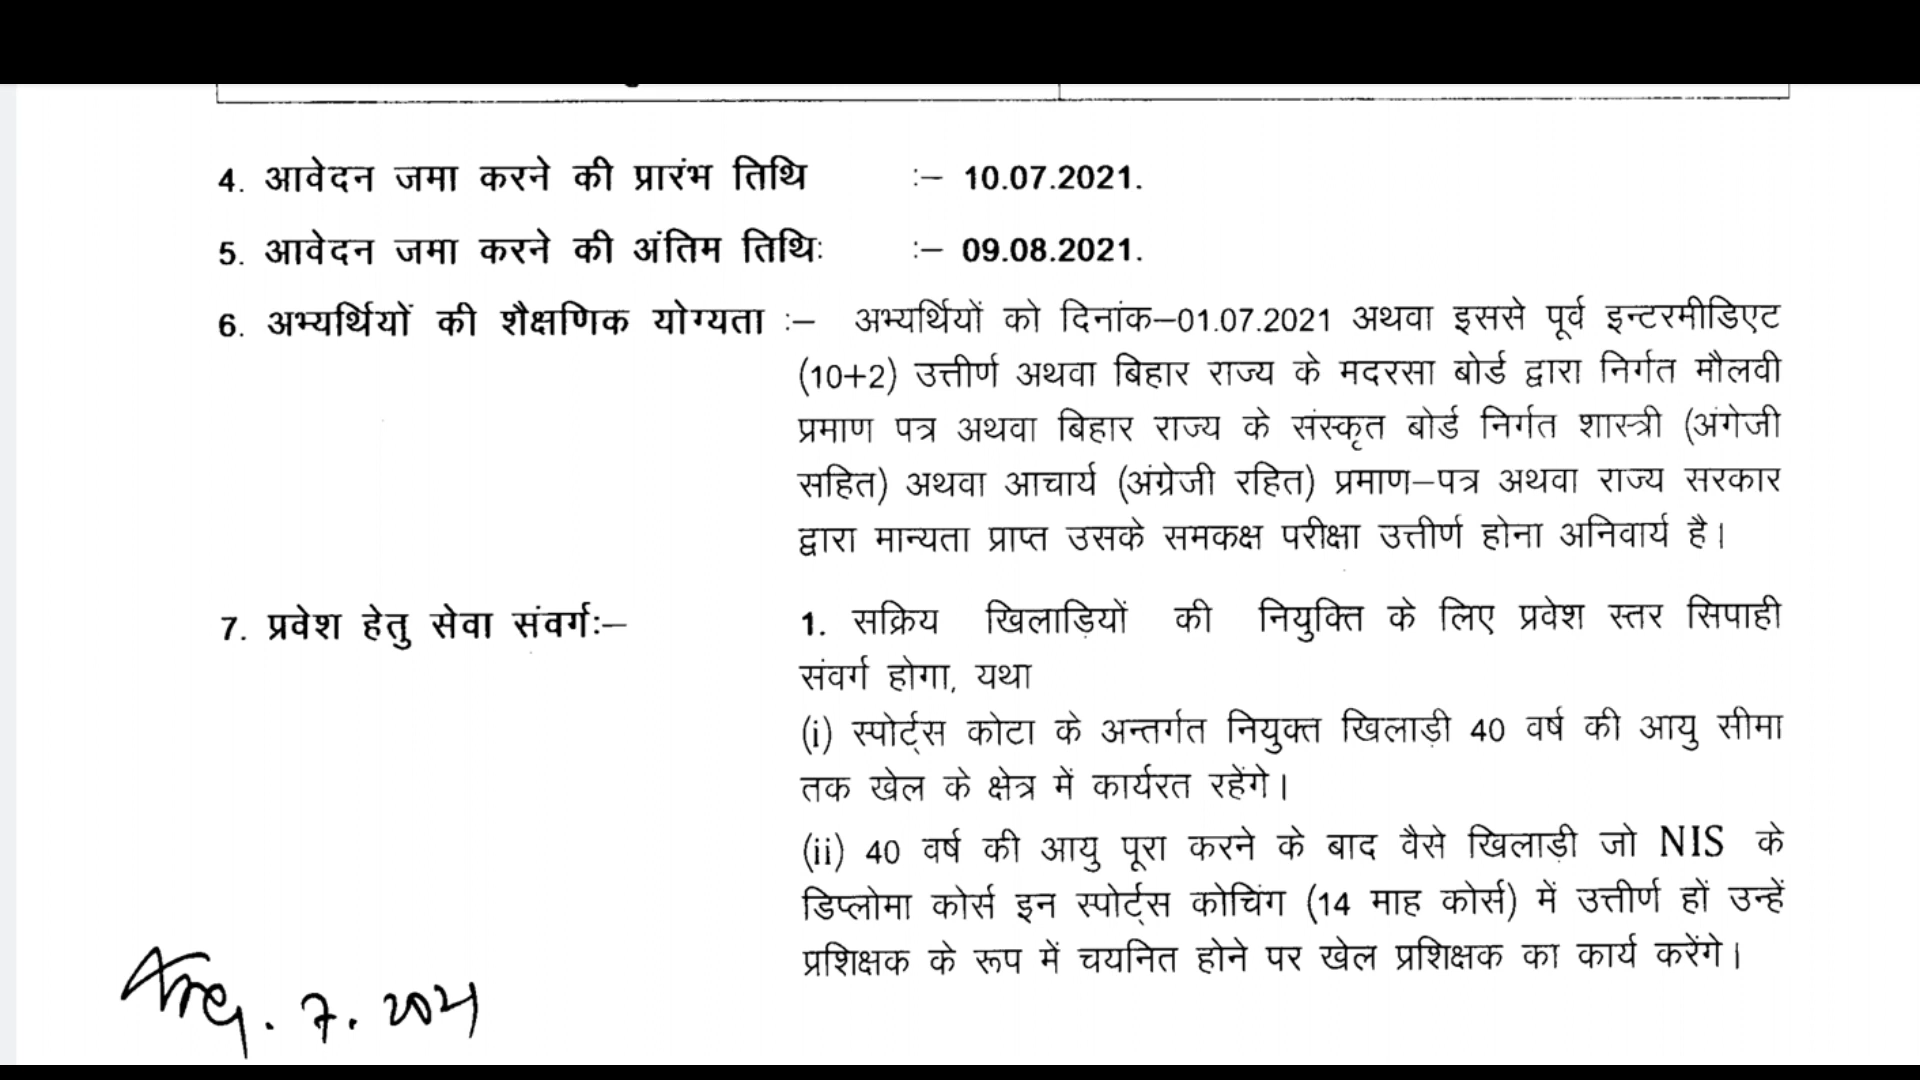 4. आवेदन जमा करने की प्रारंभ तिथि :– 10.07.2021.
5. आवेदन जमा करने की अंतिम तिथिः :– 09.08.2021.
6. अभ्यर्थियों की शैक्षणिक योग्यता :– अभ्यर्थियों को दिनांक–01.07.2021 अथवा इससे पूर्व इन्टरमीडिएट
(10+2) उत्तीर्ण अथवा बिहार राज्य के मदरसा बोर्ड द्वारा निर्गत मौलवी
प्रमाण पत्र अथवा बिहार राज्य के संस्कृत बोर्ड निर्गत शास्त्री (अंगेजी
सहित) अथवा आचार्य (अंग्रेजी रहित) प्रमाण–पत्र अथवा राज्य सरकार
द्वारा मान्यता प्राप्त उसके समकक्ष परीक्षा उत्तीर्ण होना अनिवार्य है।
7. प्रवेश हेतु सेवा संवर्गः– 1. सक्रिय खिलाड़ियों की नियुक्ति के लिए प्रवेश स्तर सिपाही
संवर्ग होगा, यथा
(i) स्पोर्ट्स कोटा के अन्तर्गत नियुक्त खिलाड़ी 40 वर्ष की आयु सीमा
तक खेल के क्षेत्र में कार्यरत रहेंगे।
(ii) 40 वर्ष की आयु पूरा करने के बाद वैसे खिलाड़ी जो NIS के
डिप्लोमा कोर्स इन स्पोर्ट्स कोचिंग (14 माह कोर्स) में उत्तीर्ण हों उन्हें
प्रशिक्षक के रूप में चयनित होने पर खेल प्रशिक्षक का कार्य करेंगे।
. 7. 2021